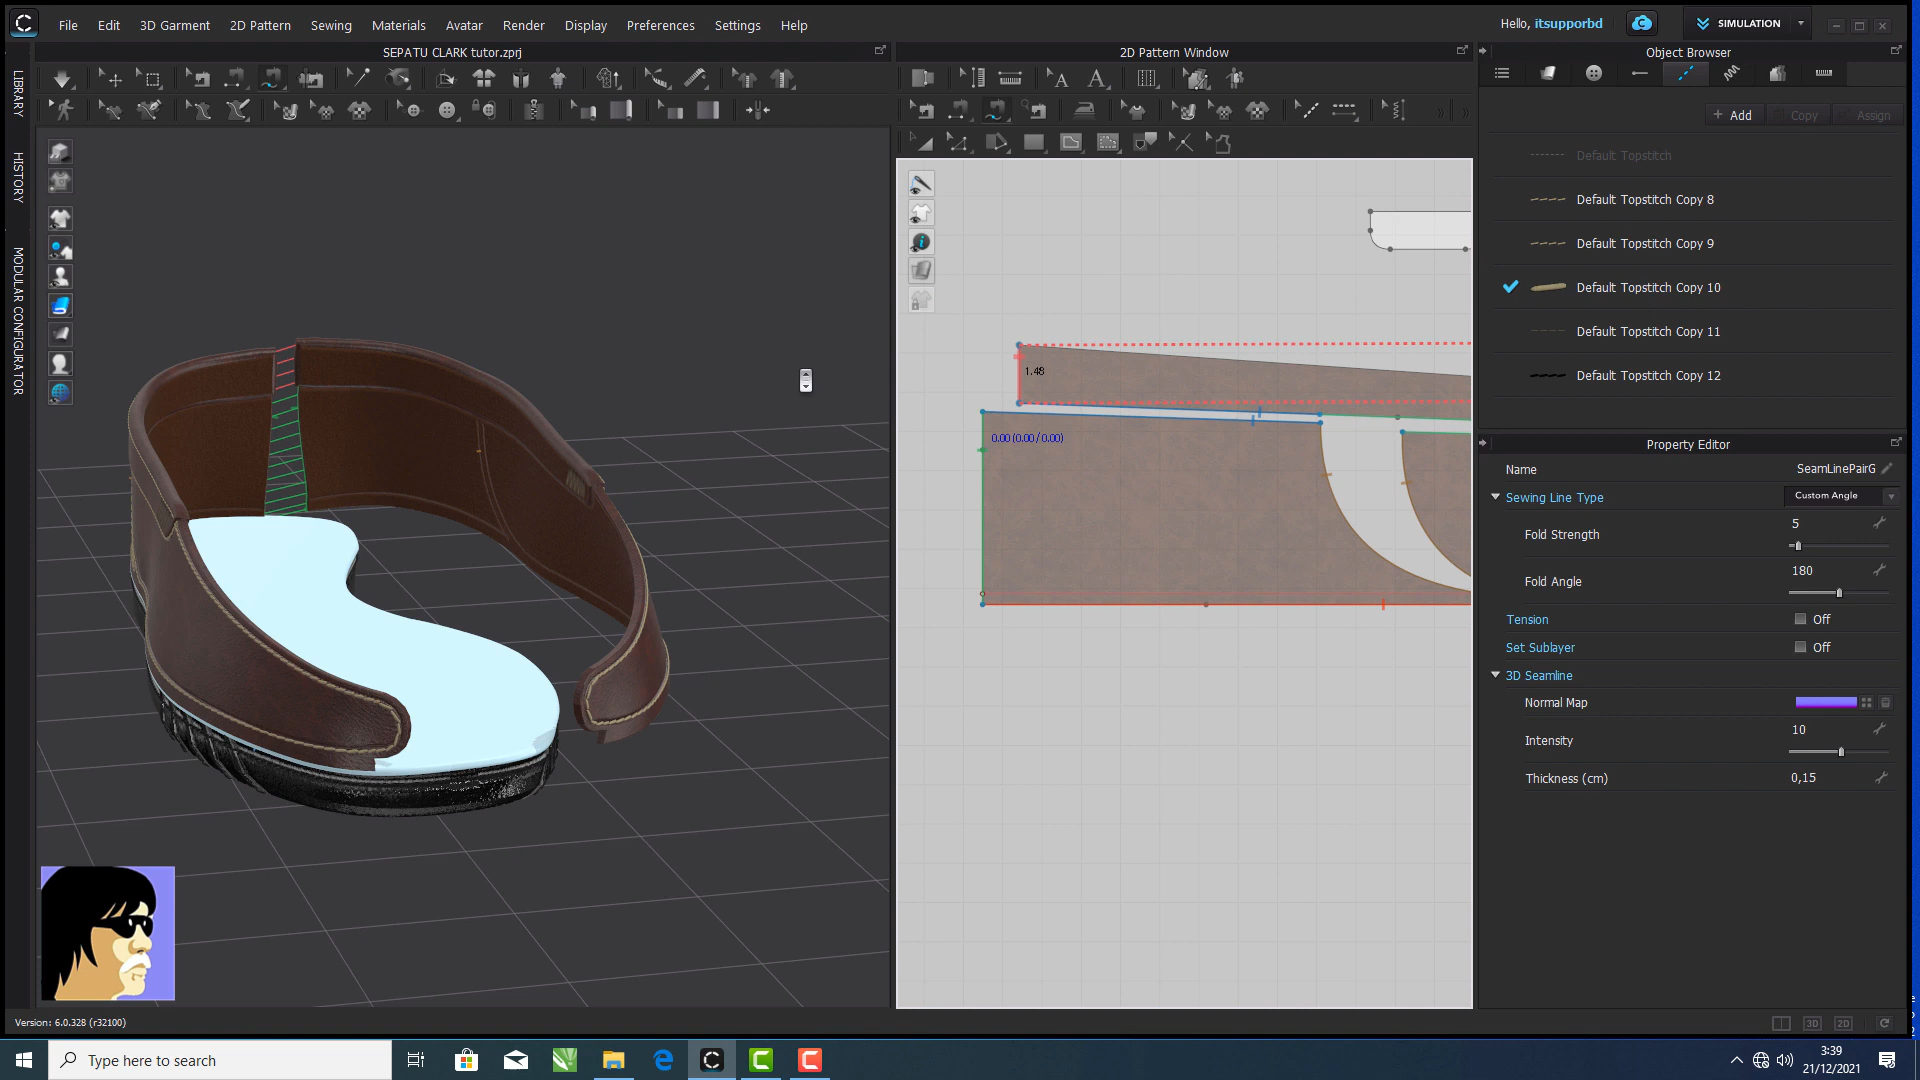 File Edit 3D Garment 2D Pattern Sewing Materials Avatar Render Display Preferences Settings Help
Hello, itsupporbd
SIMULATION
SEPATU CLARK tutor.zprj
2D Pattern Window
Object Browser
LIBRARY
HISTORY
MODULAR CONFIGURATOR
+ Add
Copy
Assign
Default Topstitch
Default Topstitch Copy 8
Default Topstitch Copy 9
Default Topstitch Copy 10
Default Topstitch Copy 11
Default Topstitch Copy 12
1.48
0.00 (0.00 / 0.00)
Property Editor
Name SeamLinePairG
Sewing Line Type Custom Angle
Fold Strength 5
Fold Angle 180
Tension Off
Set Sublayer Off
3D Seamline
Normal Map
Intensity 10
Thickness (cm) 0,15
Version: 6.0.328 (r32100)
3D 2D
Type here to search
3:39
21/12/2021